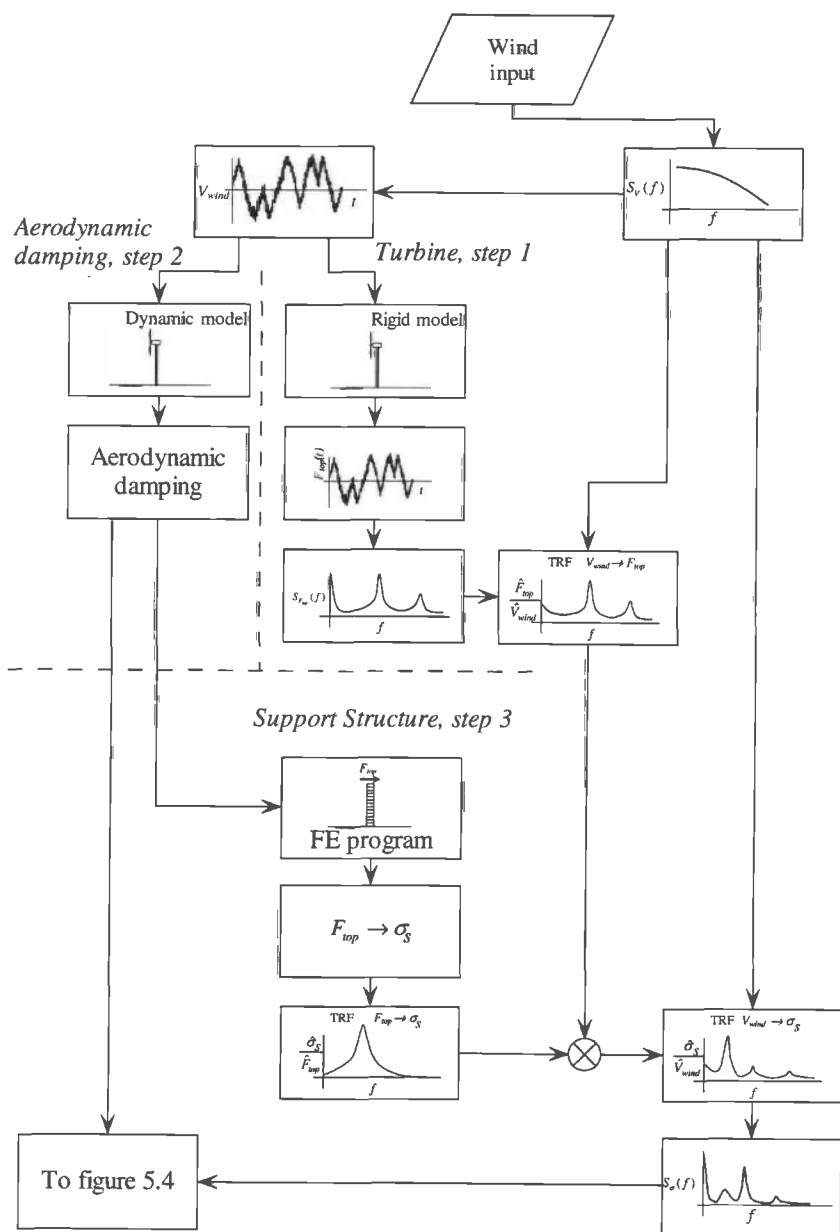 Wind
input
V_wind
t
S_V(f)
f
Aerodynamic
damping, step 2
Turbine, step 1
Dynamic model
Rigid model
Aerodynamic
damping
F_top(t)
t
TRF V_wind → F_top
S_F_top(f)
f
F̂_top
V̂_wind
f
Support Structure, step 3
F_top
FE program
F_top → σ_S
TRF F_top → σ_S
σ̂_S
F̂_top
f
TRF V_wind → σ_S
σ̂_S
V̂_wind
f
To figure 5.4
S_σ(f)
f